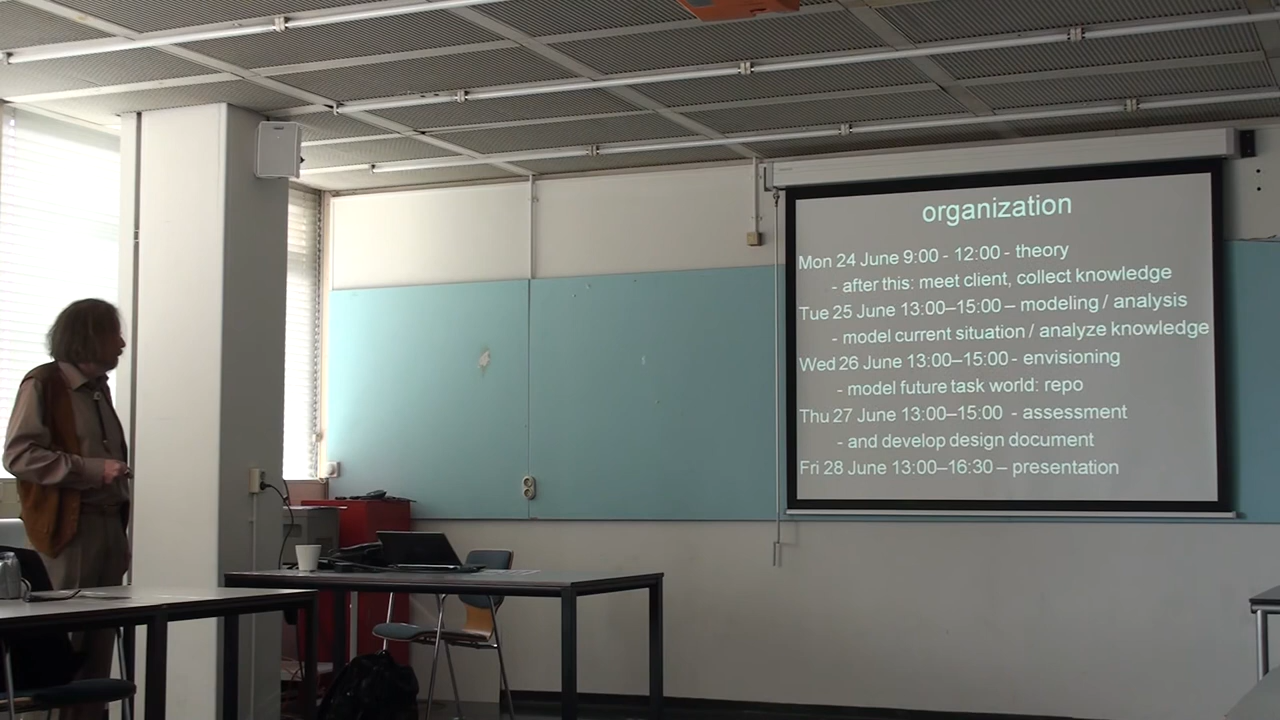 organization
Mon 24 June 9:00 - 12:00 - theory
- after this: meet client, collect knowledge
Tue 25 June 13:00–15:00 – modeling / analysis
- model current situation / analyze knowledge
Wed 26 June 13:00–15:00 - envisioning
- model future task world: repo
Thu 27 June 13:00–15:00 - assessment
- and develop design document
Fri 28 June 13:00–16:30 – presentation